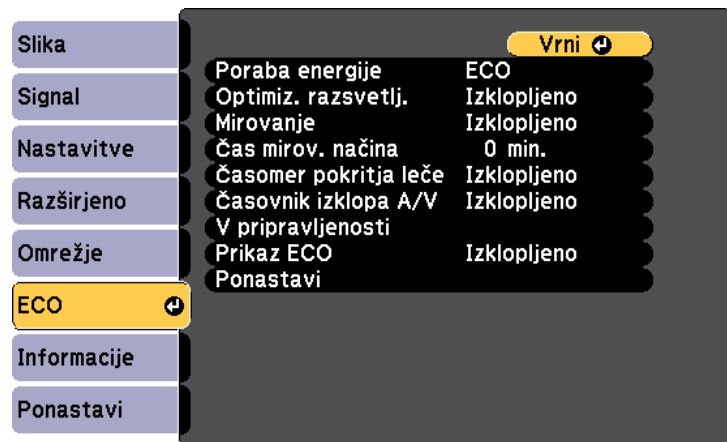 Slika
Signal
Nastavitve
Razširjeno
Omrežje
ECO
Informacije
Ponastavi
Vrni
Poraba energije ECO
Optimiz. razsvetlj. Izklopljeno
Mirovanje Izklopljeno
Čas mirov. načina 0 min.
Časomer pokritja leče Izklopljeno
Časovnik izklopa A/V Izklopljeno
V pripravljenosti
Prikaz ECO Izklopljeno
Ponastavi